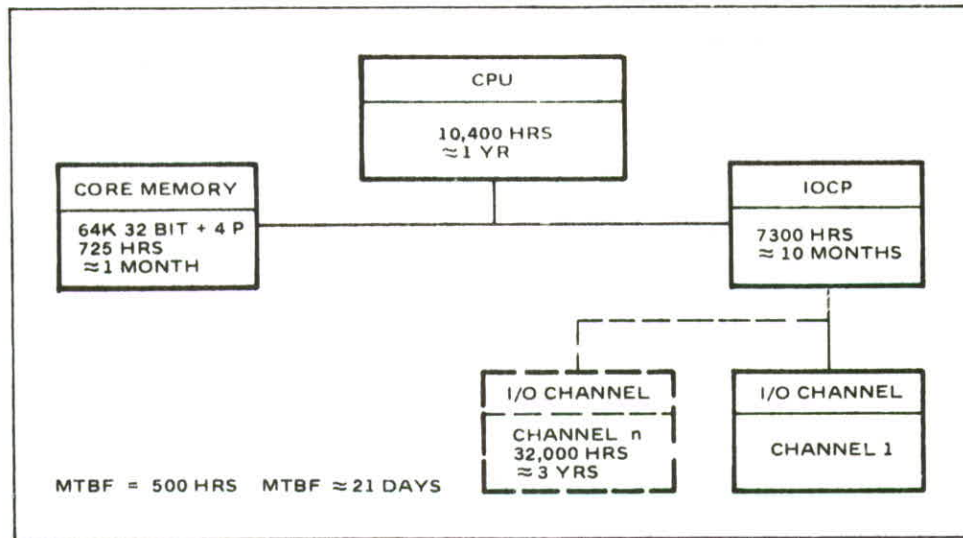 CPU
10,400 HRS
≈1 YR
CORE MEMORY
64K 32 BIT + 4 P
725 HRS
≈1 MONTH
IOCP
7300 HRS
≈ 10 MONTHS
I/O CHANNEL
CHANNEL n
32,000 HRS
≈ 3 YRS
I/O CHANNEL
CHANNEL 1
MTBF = 500 HRS MTBF ≈ 21 DAYS